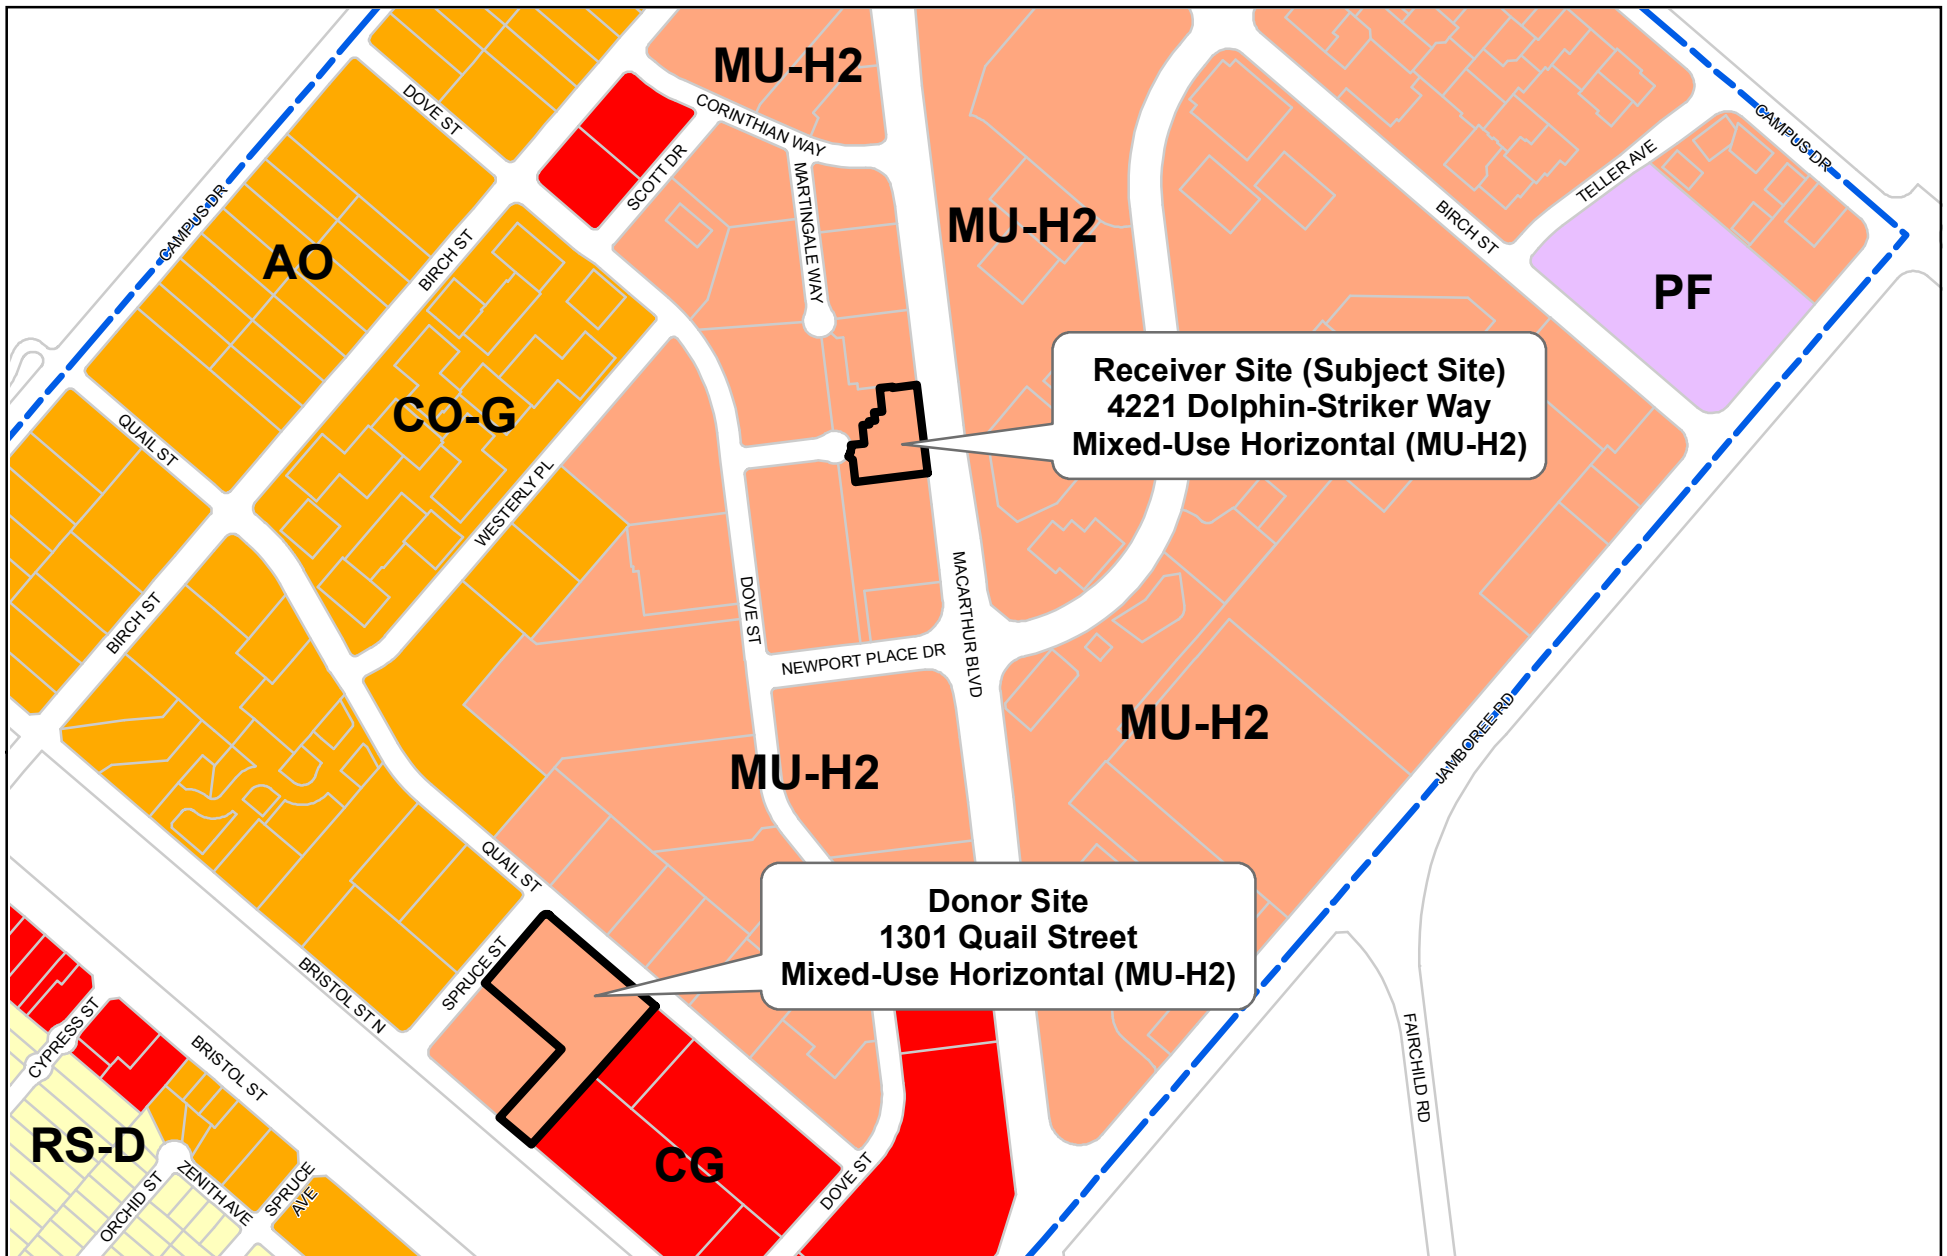 MU-H2
DOVE ST
CORINTHIAN WAY
CAMPUS DR
SCOTT DR
MARTINGALE WAY
TELLER AVE
CAMPUS DR
BIRCH ST
MU-H2
BIRCH ST
AO
PF
Receiver Site (Subject Site)
4221 Dolphin-Striker Way
Mixed-Use Horizontal (MU-H2)
CO-G
QUAIL ST
WESTERLY PL
BIRCH ST
DOVE ST
MACARTHUR BLVD
NEWPORT PLACE DR
MU-H2
MU-H2
JAMBOREE RD
QUAIL ST
Donor Site
1301 Quail Street
Mixed-Use Horizontal (MU-H2)
SPRUCE ST
BRISTOL ST N
CYPRESS ST
BRISTOL ST
FAIRCHILD RD
RS-D
CG
ZENITH AVE
SPRUCE
AVE
ORCHID ST
DOVE ST